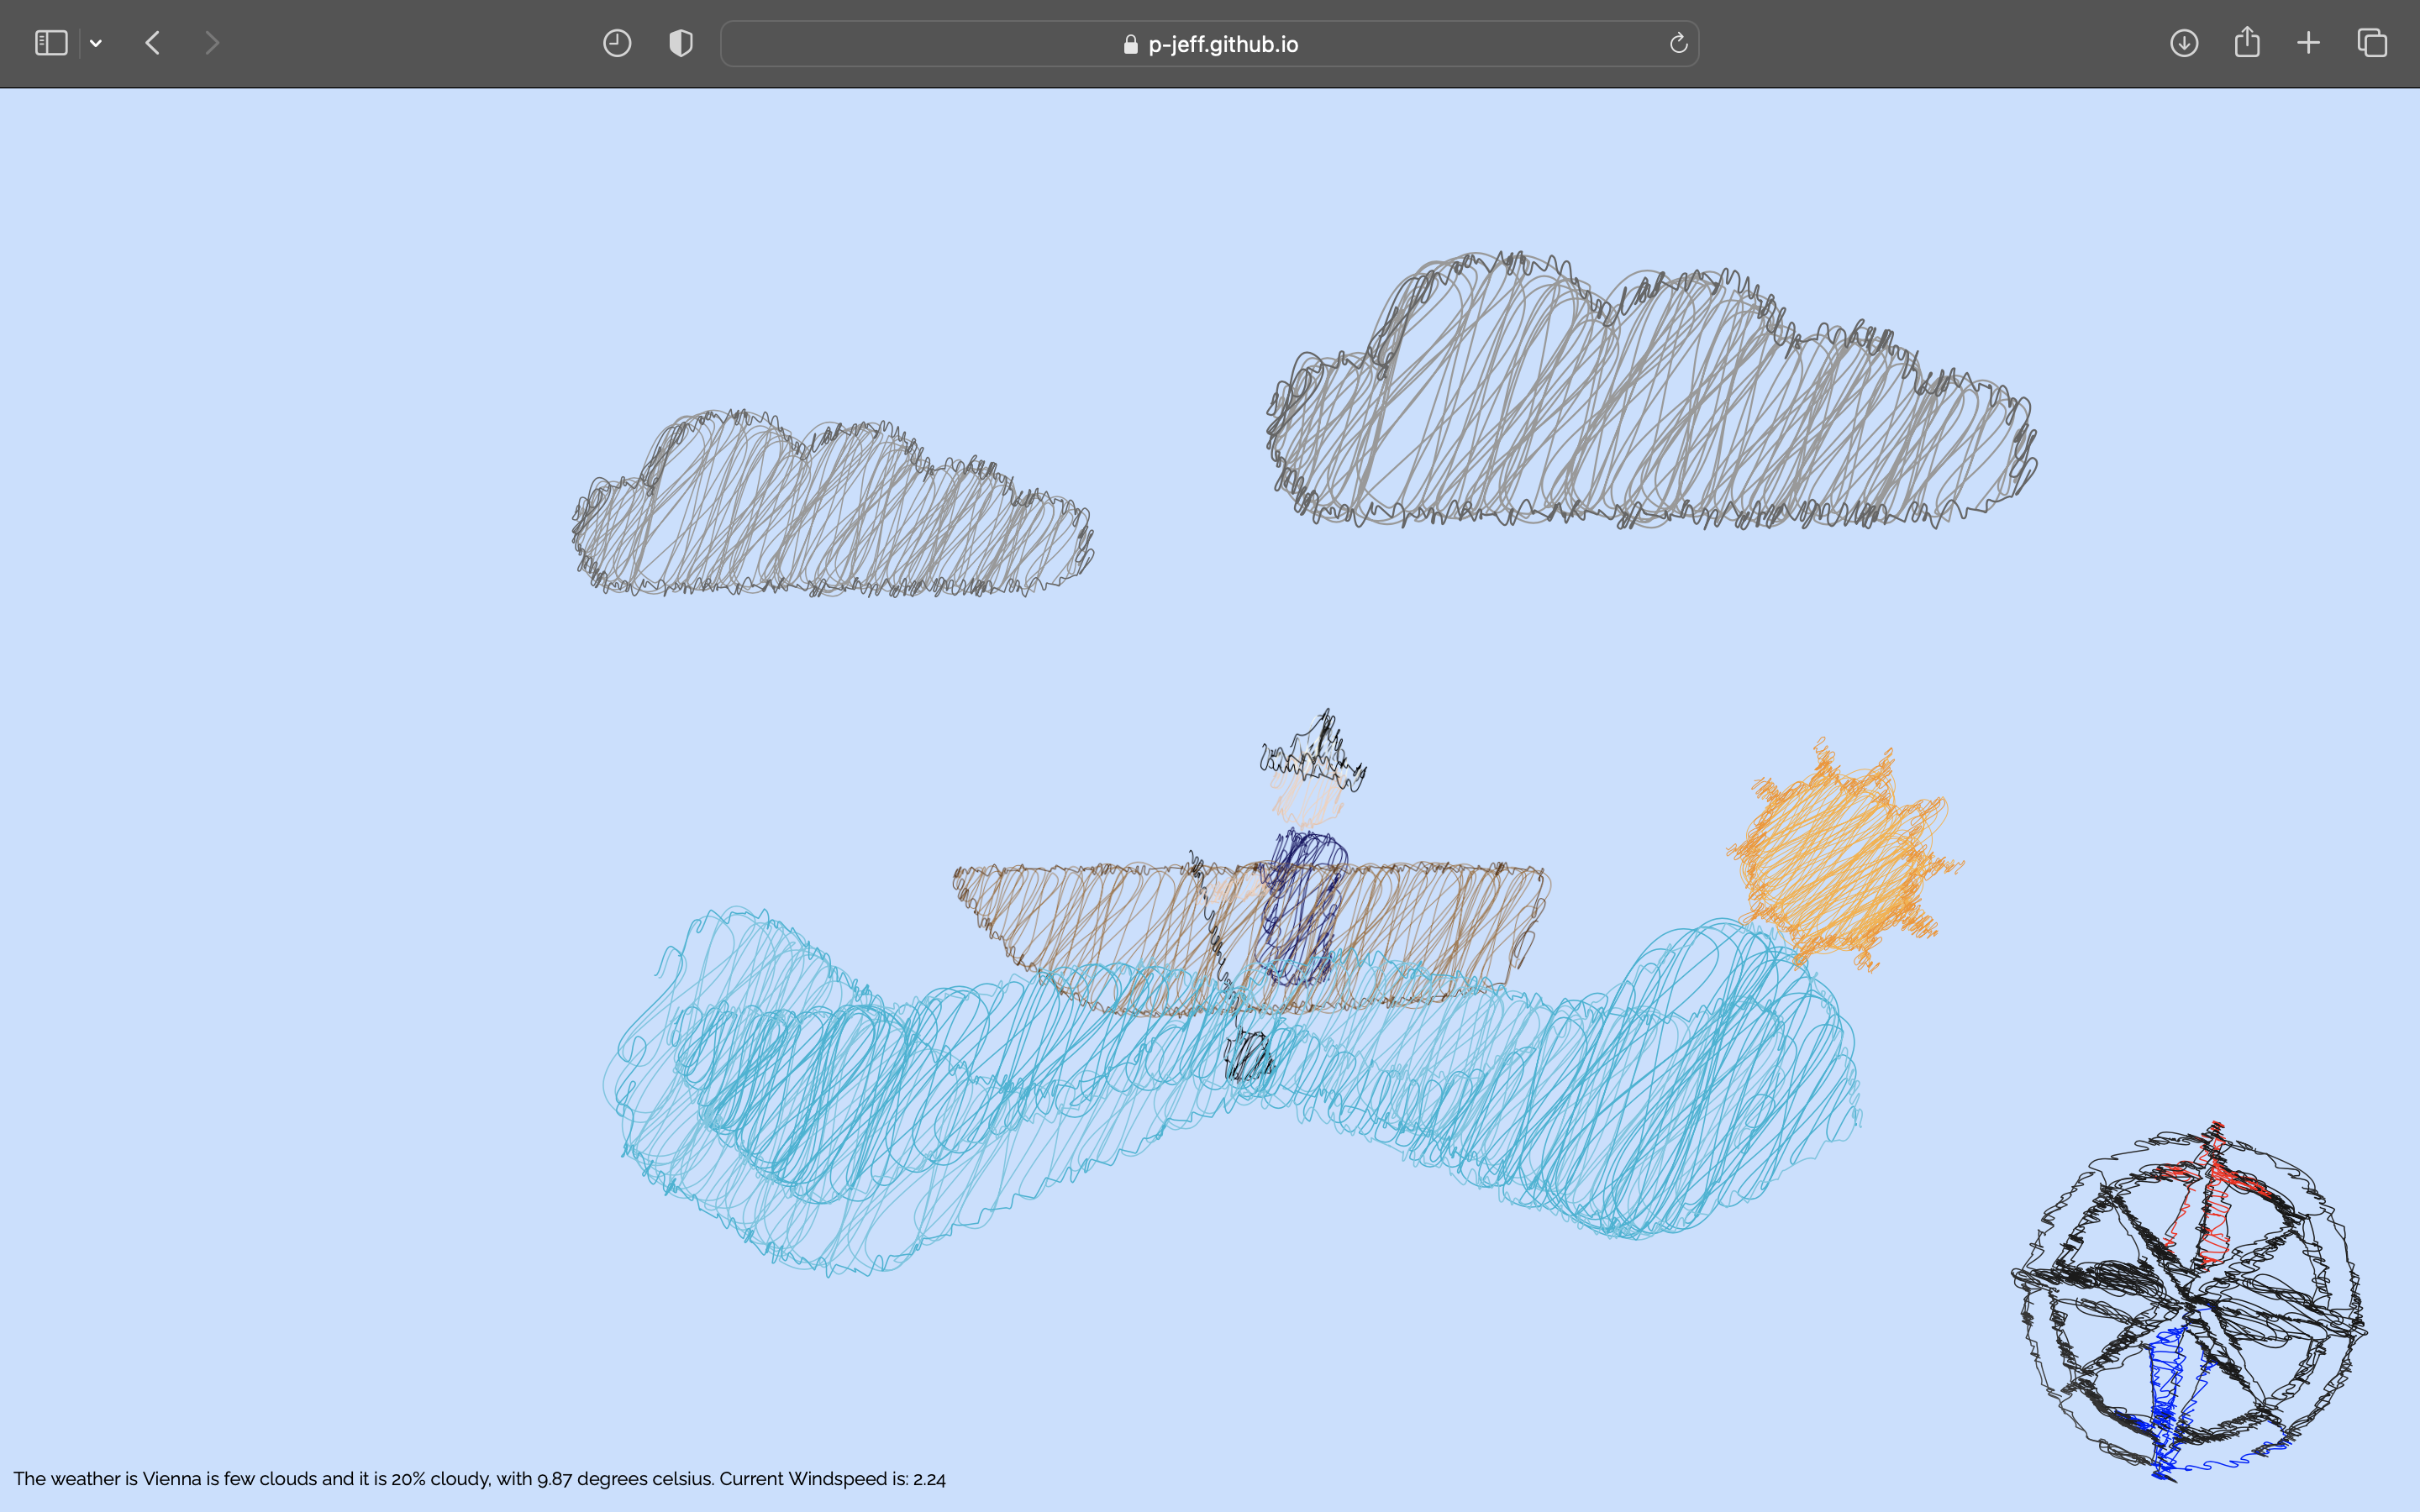 p-jeff.github.io
The weather is Vienna is few clouds and it is 20% cloudy, with 9.87 degrees celsius. Current Windspeed is: 2.24